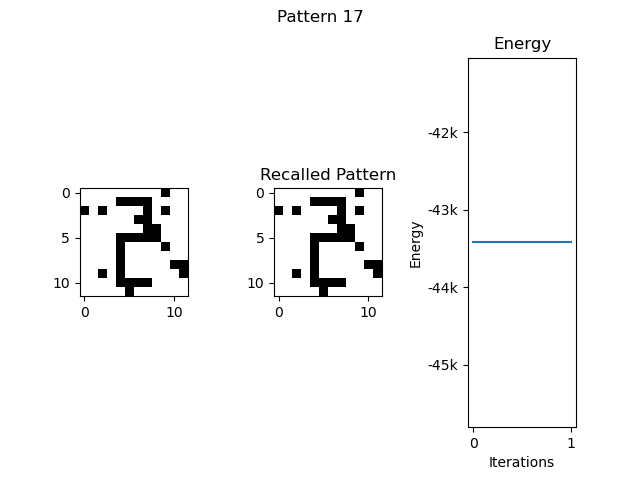 Pattern 17
Energy
Recalled Pattern
0
5
10
0
10
0
5
10
0
10
-42k
-43k
-44k
-45k
Energy
0
1
Iterations